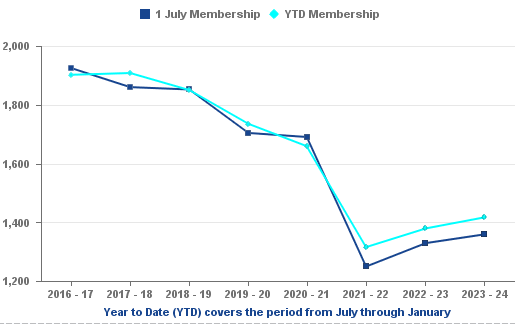 1 July Membership YTD Membership
2,000
1,800
1,600
1,400
1,200
2016 - 17 2017 - 18 2018 - 19 2019 - 20 2020 - 21 2021 - 22 2022 - 23 2023 - 24
Year to Date (YTD) covers the period from July through January